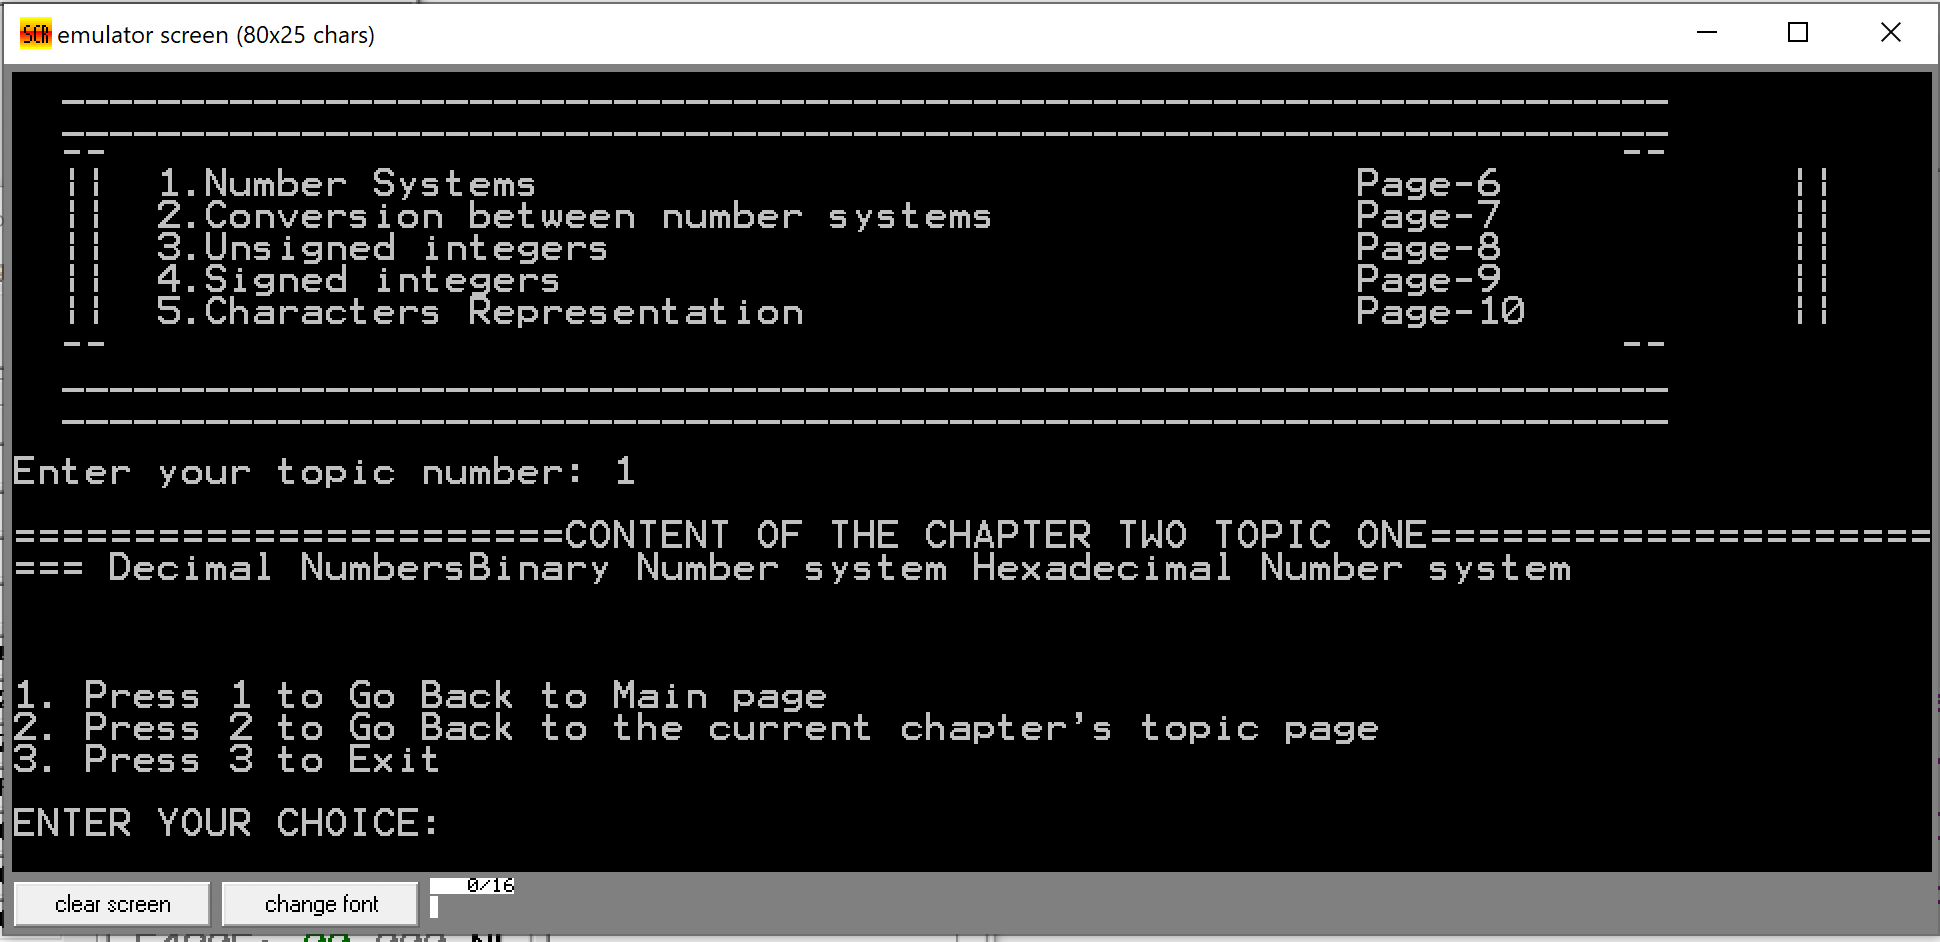 SCR emulator screen (80x25 chars)
-------------------------------------------------------------------
-------------------------------------------------------------------
-- --
|| 1.Number Systems Page-6 ||
|| 2.Conversion between number systems Page-7 ||
|| 3.Unsigned integers Page-8 ||
|| 4.Signed integers Page-9 ||
|| 5.Characters Representation Page-10 ||
-- --
-------------------------------------------------------------------
-------------------------------------------------------------------
Enter your topic number: 1
=======================CONTENT OF THE CHAPTER TWO TOPIC ONE=====================
=== Decimal NumbersBinary Number system Hexadecimal Number system
1. Press 1 to Go Back to Main page
2. Press 2 to Go Back to the current chapter's topic page
3. Press 3 to Exit
ENTER YOUR CHOICE:
clear screen change font 0/16